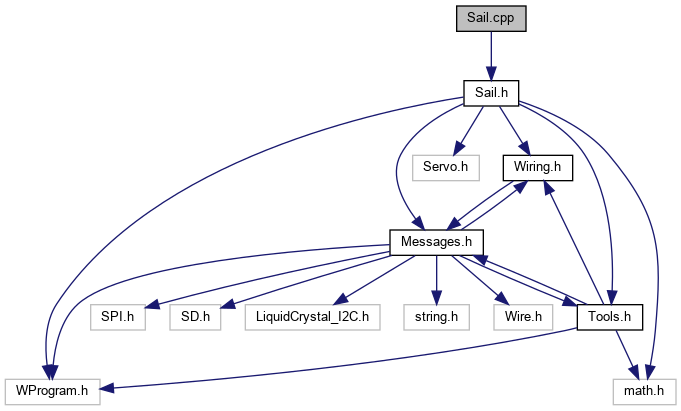 Sail.cpp
Sail.h
Servo.h
Wiring.h
Messages.h
SPI.h
SD.h
LiquidCrystal_I2C.h
string.h
Wire.h
Tools.h
WProgram.h
math.h